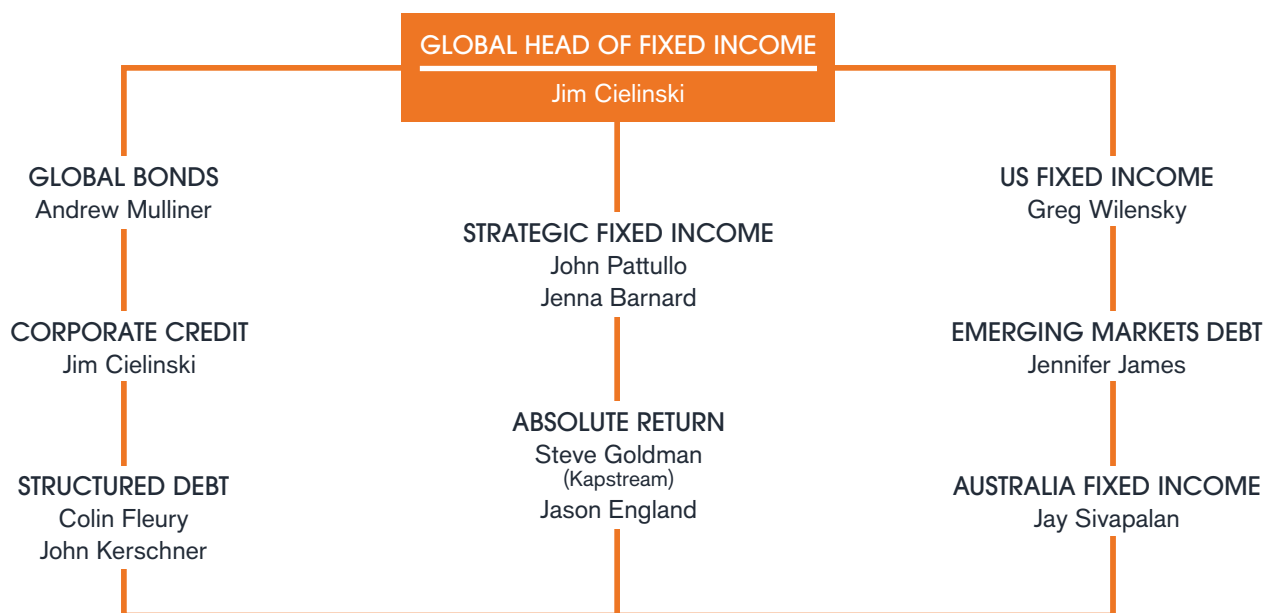 GLOBAL HEAD OF FIXED INCOME
Jim Cielinski
GLOBAL BONDS
Andrew Mulliner
CORPORATE CREDIT
Jim Cielinski
STRUCTURED DEBT
Colin Fleury
John Kerschner
STRATEGIC FIXED INCOME
John Pattullo
Jenna Barnard
ABSOLUTE RETURN
Steve Goldman
(Kapstream)
Jason England
US FIXED INCOME
Greg Wilensky
EMERGING MARKETS DEBT
Jennifer James
AUSTRALIA FIXED INCOME
Jay Sivapalan